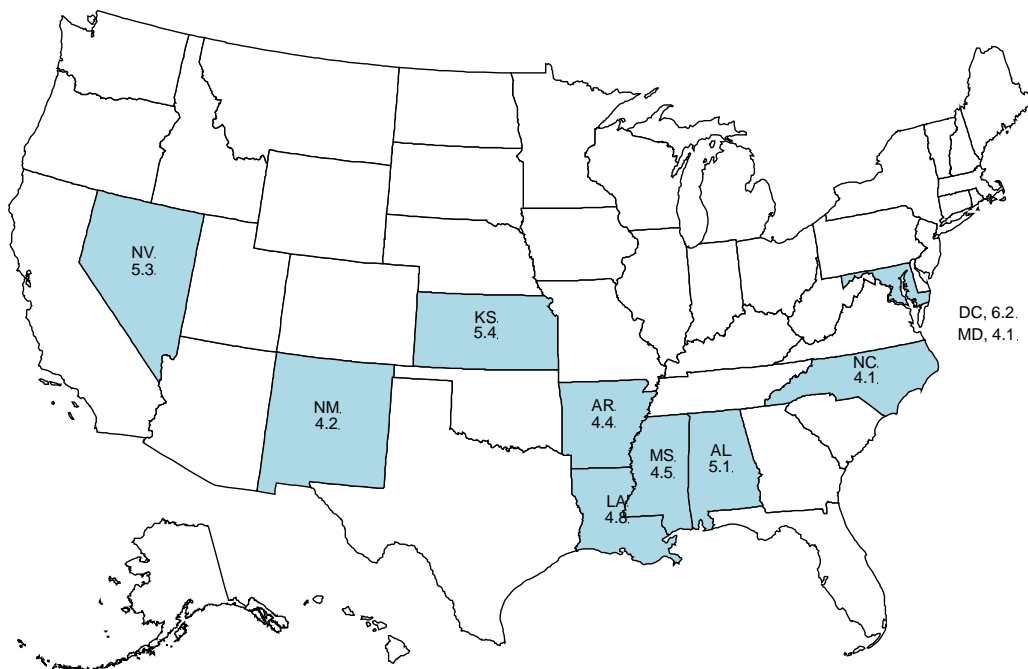 NV.
5.3.
DC, 6.2.
MD, 4.1.
KS.
5.4.
NC.
4.1.
NM.
4.2.
AR.
4.4.
MS.
4.5.
AL
5.1.
LA
4.8.